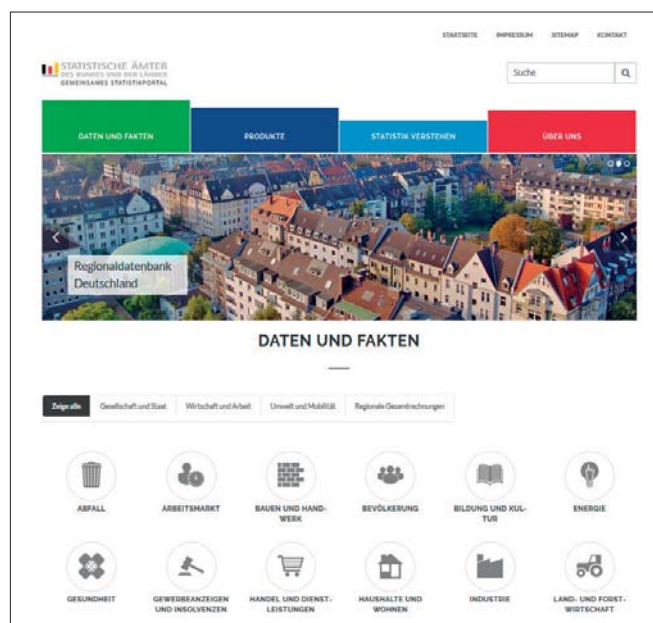 STARTSEITE IMPRESSUM SITEMAP KONTAKT
STATISTISCHE ÄMTER
DES BUNDES UND DER LÄNDER
GEMEINSAMES STATISTIKPORTAL
Suche
DATEN UND FAKTEN PRODUKTE STATISTIK VERSTEHEN ÜBER UNS
Regionaldatenbank
Deutschland
DATEN UND FAKTEN
Zeige alle Gesellschaft und Staat Wirtschaft und Arbeit Umwelt und Mobilität Regionale Gesamtrechnungen
ABFALL ARBEITSMARKT BAUEN UND HAND- BEVÖLKERUNG BILDUNG UND KUL- ENERGIE
WERK TUR
GESUNDHEIT GEWERBEANZEIGEN HANDEL UND DIENST- HAUSHALTE UND INDUSTRIE LAND- UND FORST-
UND INSOLVENZEN LEISTUNGEN WOHNEN WIRTSCHAFT